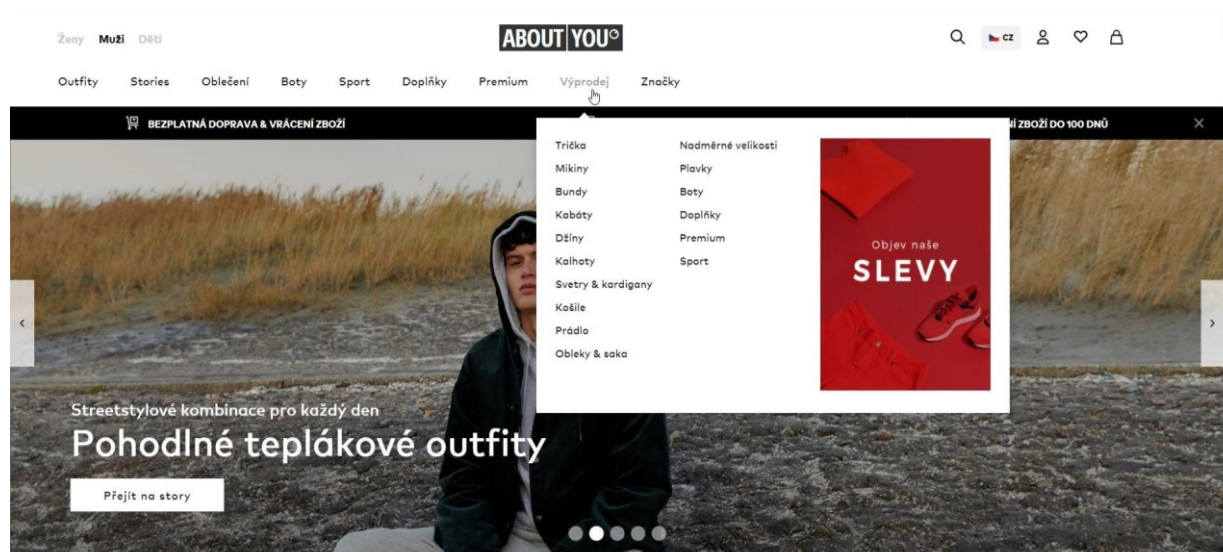 Ženy Muži Děti
ABOUT YOU°
CZ
Outfity Stories Oblečení Boty Sport Doplňky Premium Výprodej Značky
BEZPLATNÁ DOPRAVA & VRÁCENÍ ZBOŽÍ
ZBOŽÍ DO 100 DNŮ
Trička
Mikiny
Bundy
Kabáty
Džíny
Kalhoty
Svetry & kardigany
Košile
Prádlo
Obleky & saka
Nadměrné velikosti
Plavky
Boty
Doplňky
Premium
Sport
Objev naše
SLEVY
Streetstylové kombinace pro každý den
Pohodlné teplákové outfity
Přejít na story